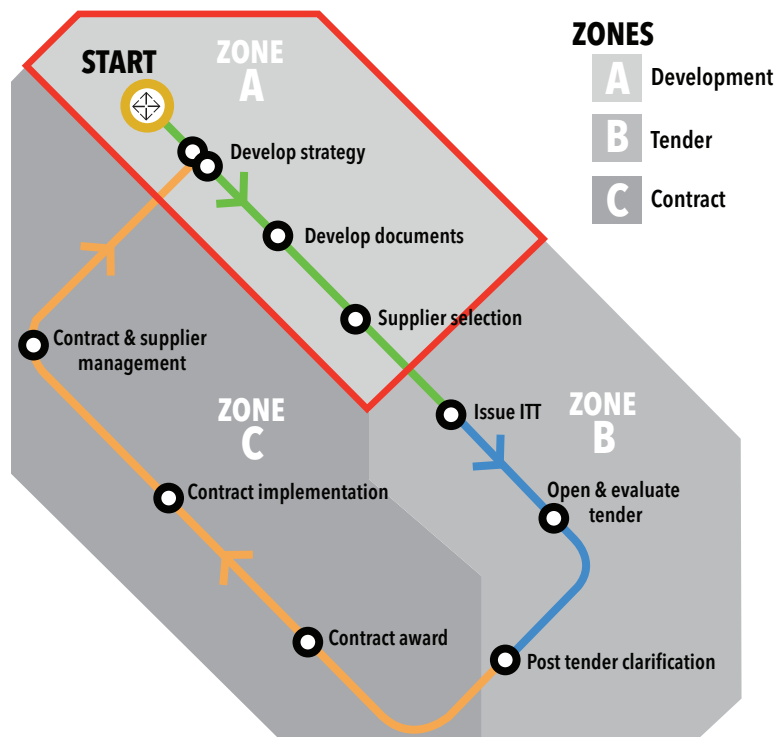 START
ZONE
A
ZONES
A Development
B Tender
C Contract
Develop strategy
Develop documents
Supplier selection
Issue ITT
ZONE
B
Open & evaluate
tender
Post tender clarification
Contract award
Contract implementation
ZONE
C
Contract & supplier
management